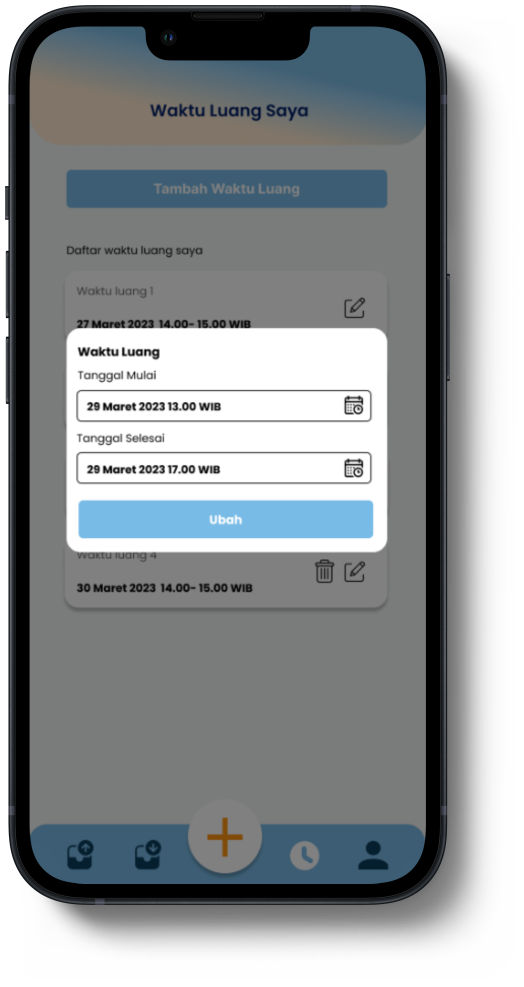 Waktu Luang Saya
Tambah Waktu Luang
Daftar waktu luang saya
Waktu luang 1
27 Maret 2023 14.00- 15.00 WIB
Waktu Luang
Tanggal Mulai
29 Maret 2023 13.00 WIB
Tanggal Selesai
29 Maret 2023 17.00 WIB
Ubah
Waktu luang 4
30 Maret 2023 14.00- 15.00 WIB